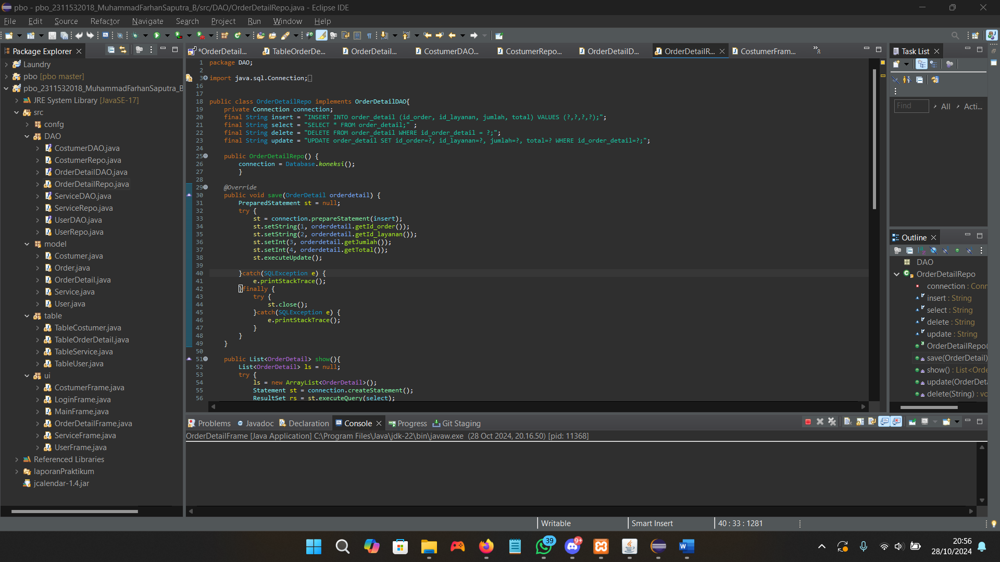 pbo - pbo_2311532018_MuhammadFarhanSaputra_B/src/DAO/OrderDetailRepo.java - Eclipse IDE
File Edit Source Refactor Navigate Search Project Run Window Help
Package Explorer
Laundry
pbo [pbo master]
pbo_2311532018_MuhammadFarhanSaputra_B
JRE System Library [JavaSE-17]
src
confg
DAO
CostumerDAO.java
CostumerRepo.java
OrderDetailDAO.java
OrderDetailRepo.java
ServiceDAO.java
ServiceRepo.java
UserDAO.java
UserRepo.java
model
Costumer.java
Order.java
OrderDetail.java
Service.java
User.java
table
TableCostumer.java
TableOrderDetail.java
TableService.java
TableUser.java
ui
CostumerFrame.java
LoginFrame.java
MainFrame.java
OrderDetailFrame.java
ServiceFrame.java
UserFrame.java
Referenced Libraries
laporanPraktikum
jcalendar-1.4.jar
*OrderDetail... TableOrderDe... OrderDetail... CostumerDAO... CostumerRepo... OrderDetailD... OrderDetailR... CostumerFram... »8
1 package DAO;
2
3 import java.sql.Connection;
16
17
18 public class OrderDetailRepo implements OrderDetailDAO{
19 private Connection connection;
20 final String insert = "INSERT INTO order_detail (id_order, id_layanan, jumlah, total) VALUES (?,?,?,?);";
21 final String select = "SELECT * FROM order_detail;" ;
22 final String delete = "DELETE FROM order_detail WHERE id_order_detail = ?;";
23 final String update = "UPDATE order_detail SET id_order=?, id_layanan=?, jumlah=?, total=? WHERE id_order_detail=?;";
24
25 public OrderDetailRepo() {
26 connection = Database.koneksi();
27 }
28
29 @Override
30 public void save(OrderDetail orderdetail) {
31 PreparedStatement st = null;
32 try {
33 st = connection.prepareStatement(insert);
34 st.setString(1, orderdetail.getId_order());
35 st.setString(2, orderdetail.getId_layanan());
36 st.setInt(3, orderdetail.getJumlah());
37 st.setInt(4, orderdetail.getTotal());
38 st.executeUpdate();
39
40 }catch(SQLException e) {
41 e.printStackTrace();
42 }finally {
43 try {
44 st.close();
45 }catch(SQLException e) {
46 e.printStackTrace();
47 }
48 }
49 }
50
51 public List<OrderDetail> show(){
52 List<OrderDetail> ls = null;
53 try {
54 ls = new ArrayList<OrderDetail>();
55 Statement st = connection.createStatement();
56 ResultSet rs = st.executeQuery(select);
Task List
Find All Acti...
Outline
DAO
OrderDetailRepo
connection : Conn
insert : String
select : String
delete : String
update : String
OrderDetailRepo(
save(OrderDetail)
show() : List<Orde
update(OrderDeta
delete(String) : vo
Problems Javadoc Declaration Console Progress Git Staging
OrderDetailFrame [Java Application] C:\Program Files\Java\jdk-22\bin\javaw.exe (28 Oct 2024, 20.16.50) [pid: 11368]
Writable Smart Insert 40 : 33 : 1281
39
9+
20:56
28/10/2024